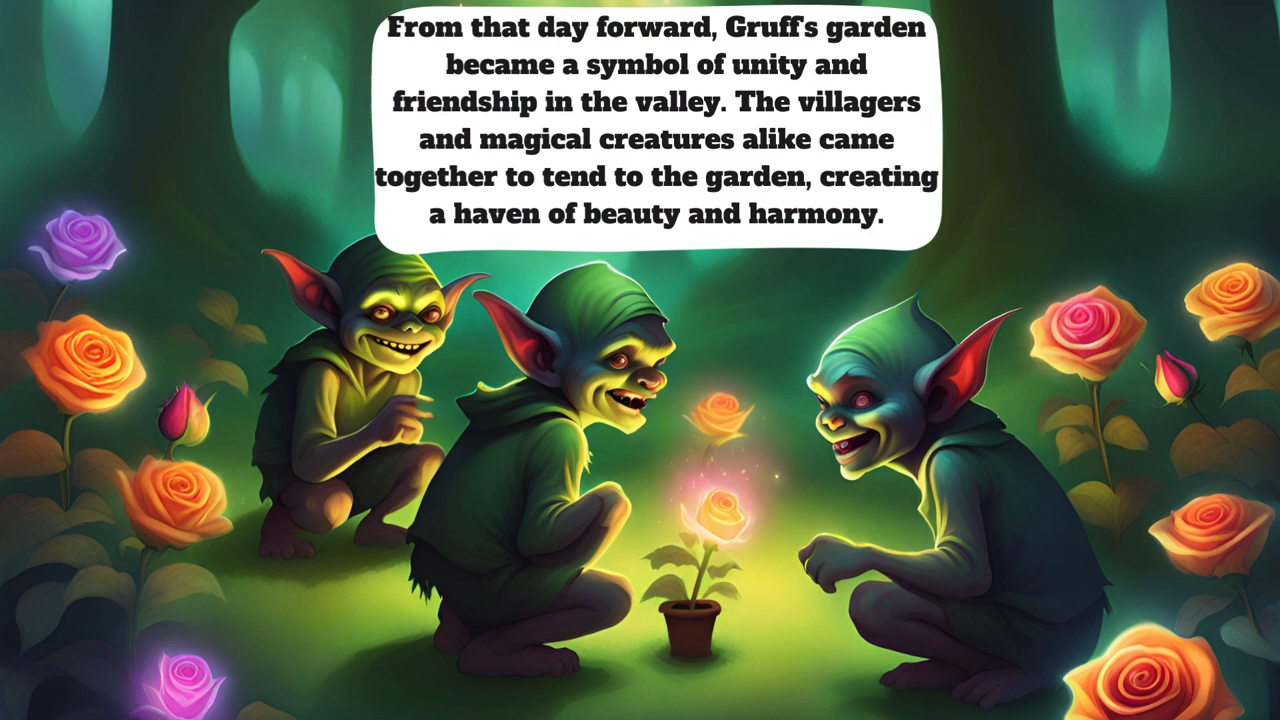 From that day forward, Gruff's garden
became a symbol of unity and
friendship in the valley. The villagers
and magical creatures alike came
together to tend to the garden, creating
a haven of beauty and harmony.